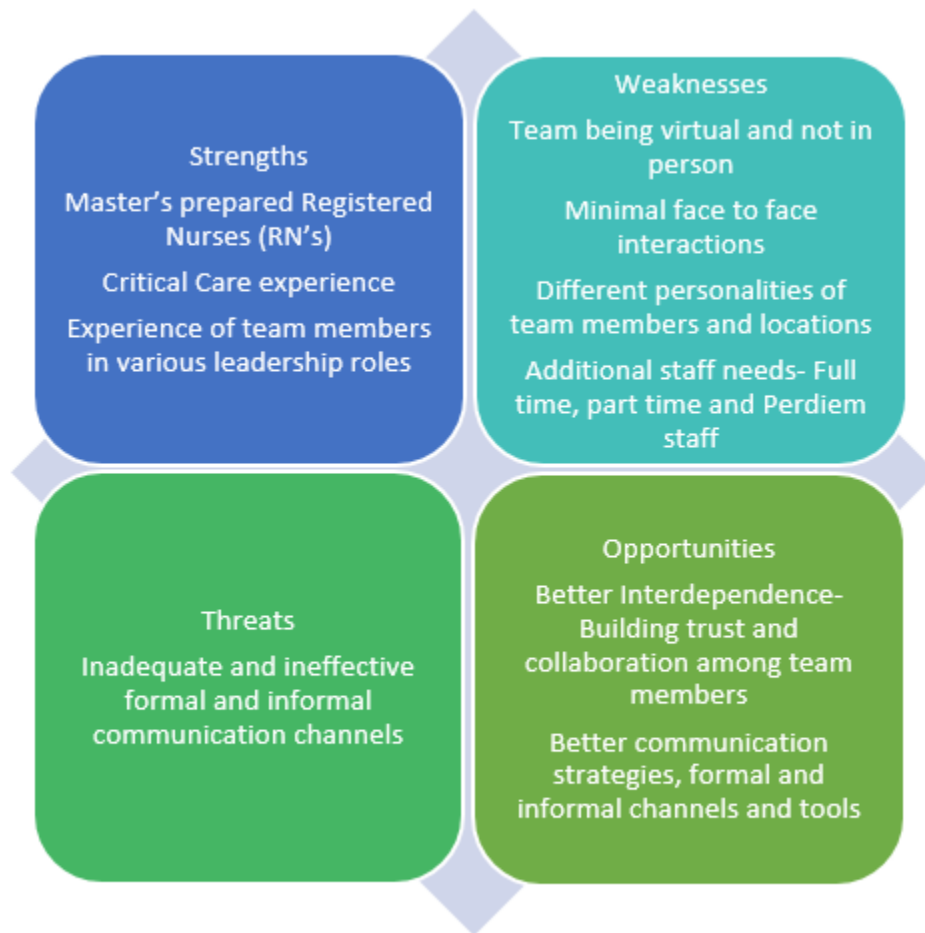 Strengths
Master’s prepared Registered
Nurses (RN’s)
Critical Care experience
Experience of team members
in various leadership roles
Weaknesses
Team being virtual and not in
person
Minimal face to face
interactions
Different personalities of
team members and locations
Additional staff needs- Full
time, part time and Perdiem
staff
Threats
Inadequate and ineffective
formal and informal
communication channels
Opportunities
Better Interdependence-
Building trust and
collaboration among team
members
Better communication
strategies, formal and
informal channels and tools